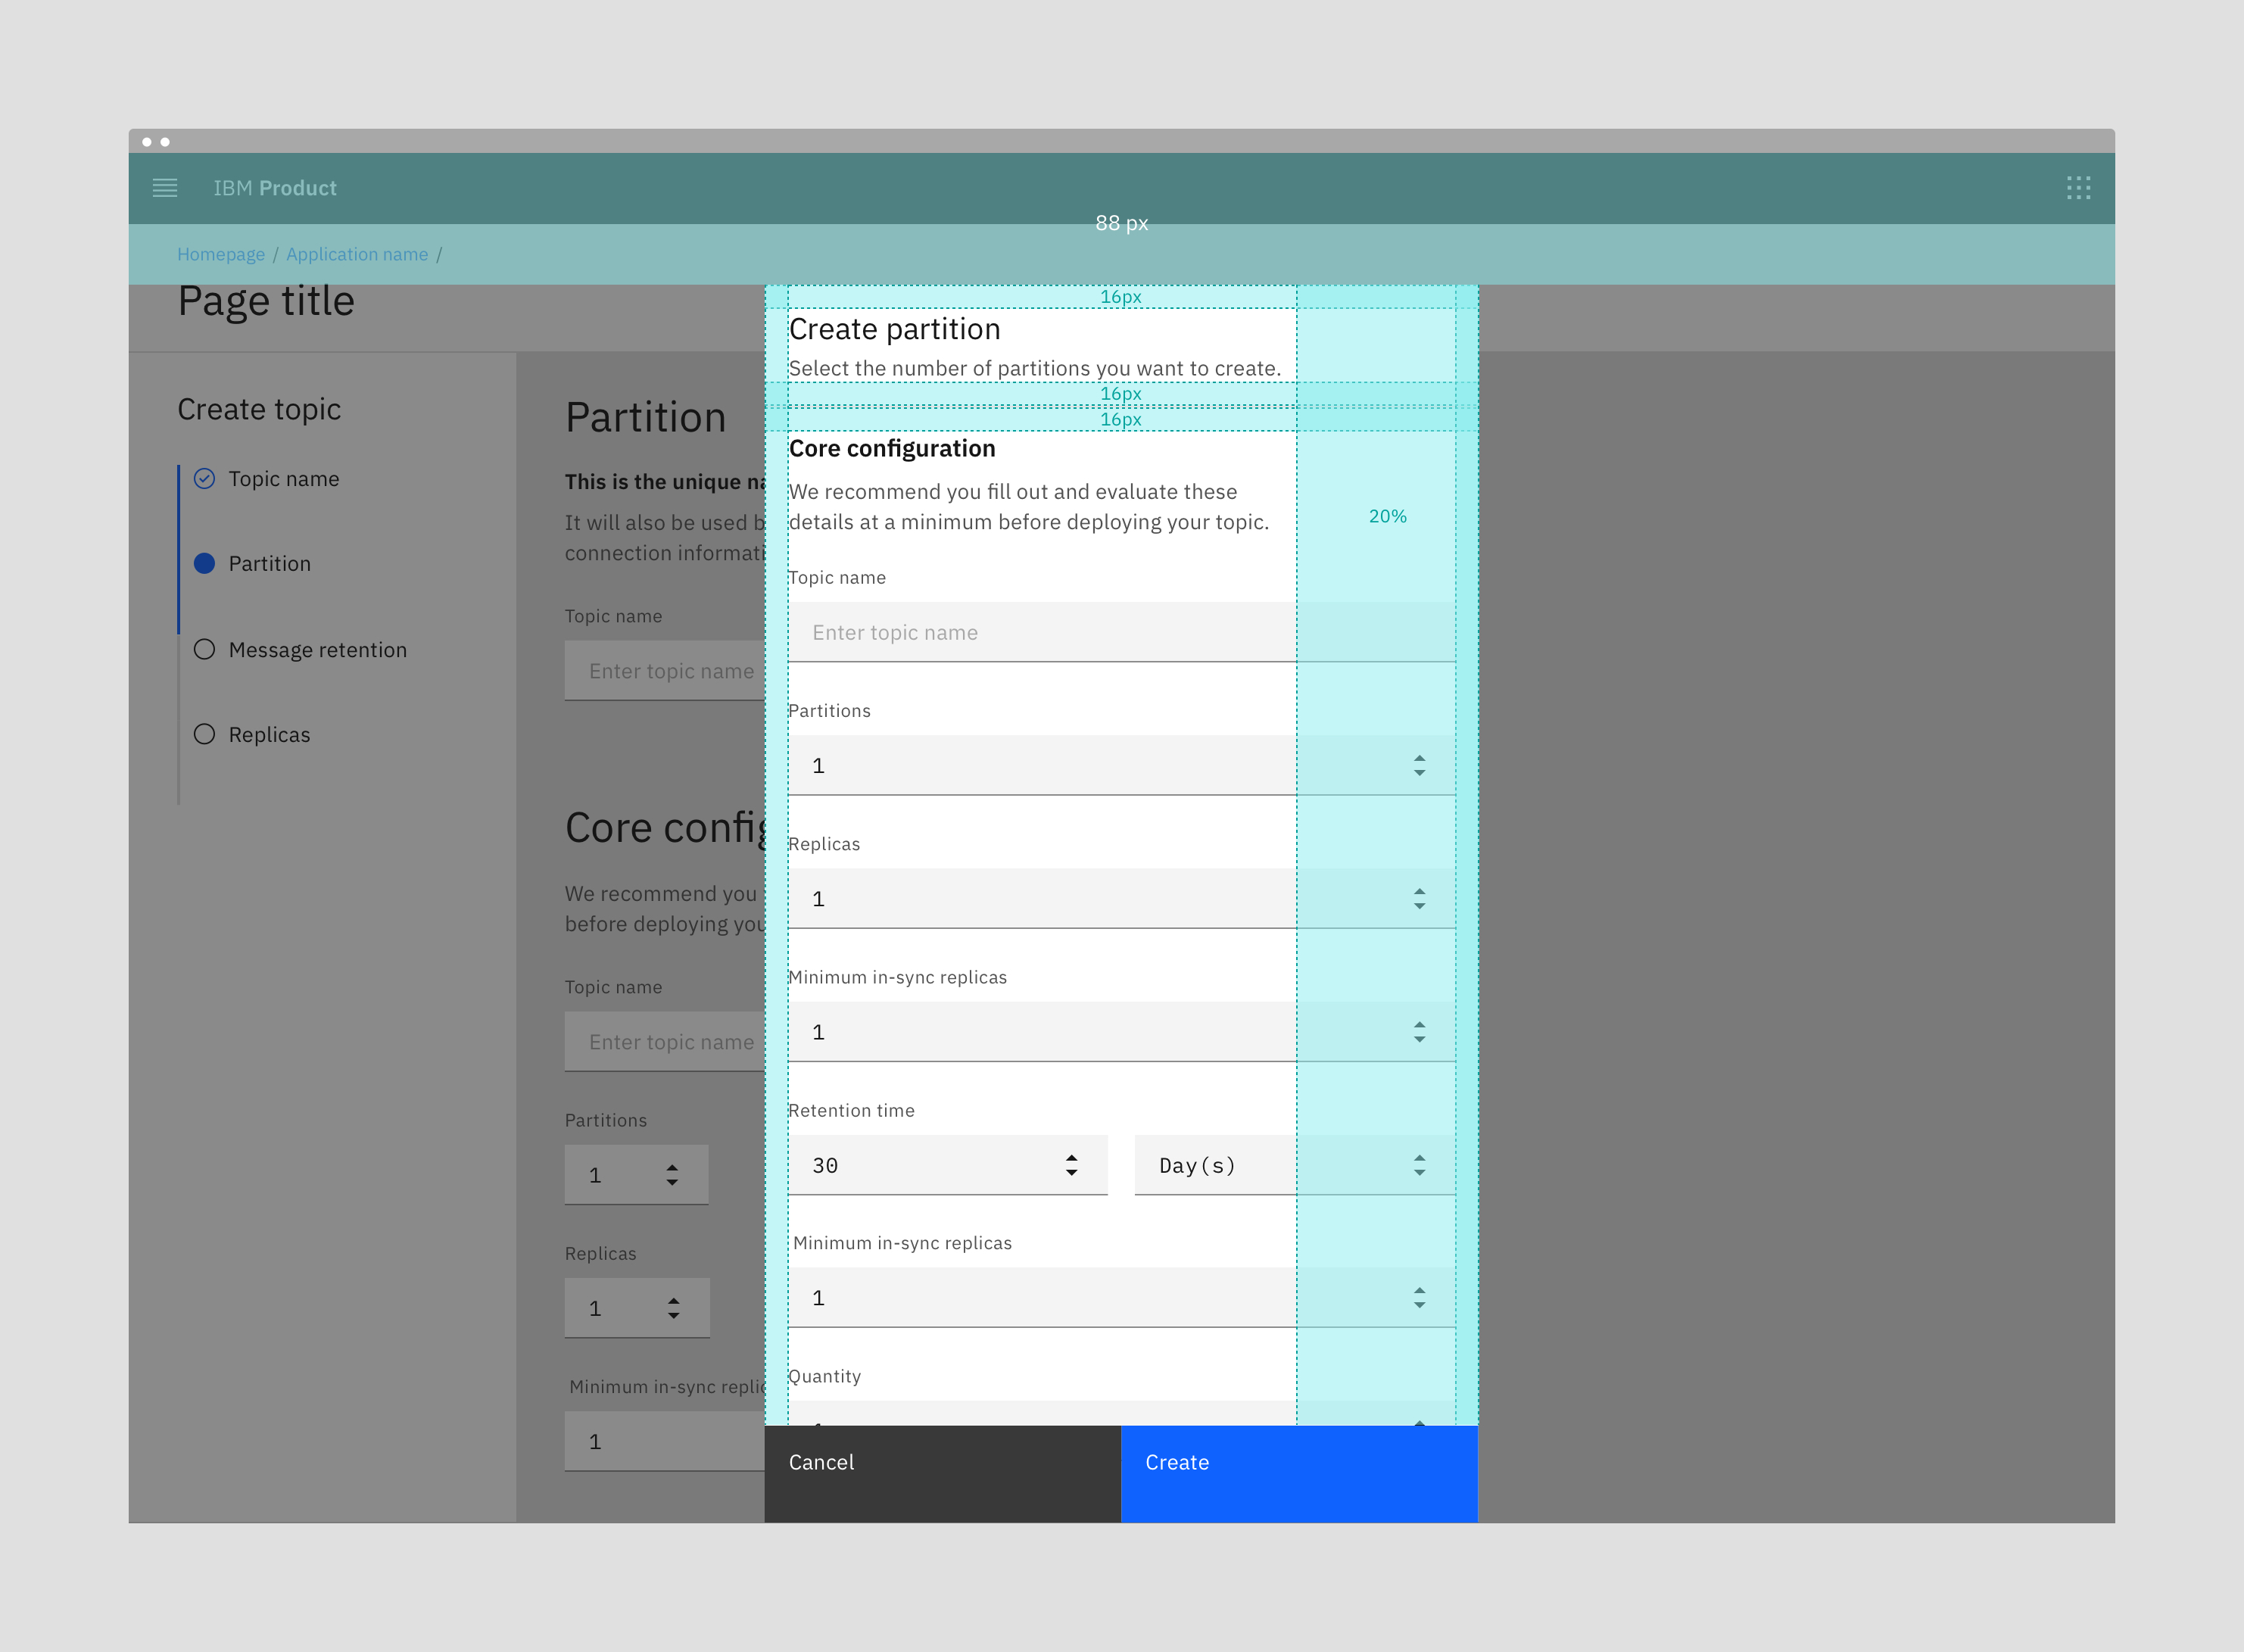 IBM Product
88 px
Homepage / Application name /
Page title
Create topic
Topic name
Partition
Message retention
Replicas
Partition
This is the unique na
It will also be used b
connection informati
Topic name
Enter topic name
Core config
We recommend you
before deploying you
Topic name
Enter topic name
Partitions
1
Replicas
1
Minimum in-sync replic
1
16px
Create partition
Select the number of partitions you want to create.
16px
16px
Core configuration
We recommend you fill out and evaluate these
details at a minimum before deploying your topic.
20%
Topic name
Enter topic name
Partitions
1
Replicas
1
Minimum in-sync replicas
1
Retention time
30 Day(s)
Minimum in-sync replicas
1
Quantity
Cancel Create